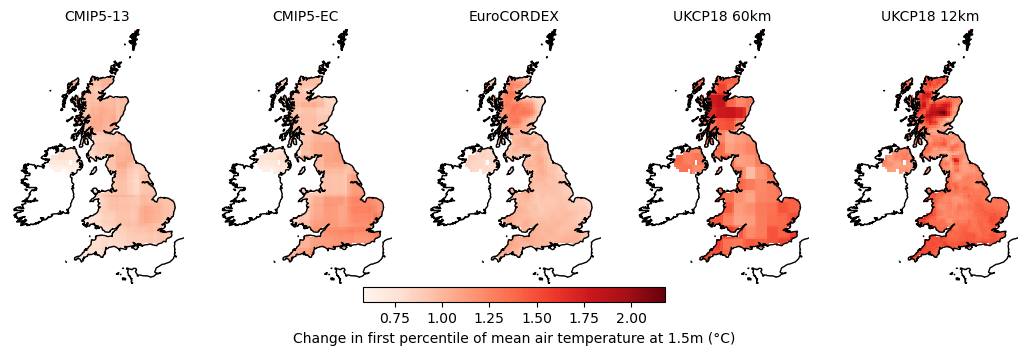 CMIP5-13 CMIP5-EC EuroCORDEX UKCP18 60km UKCP18 12km
0.75 1.00 1.25 1.50 1.75 2.00
Change in first percentile of mean air temperature at 1.5m (°C)